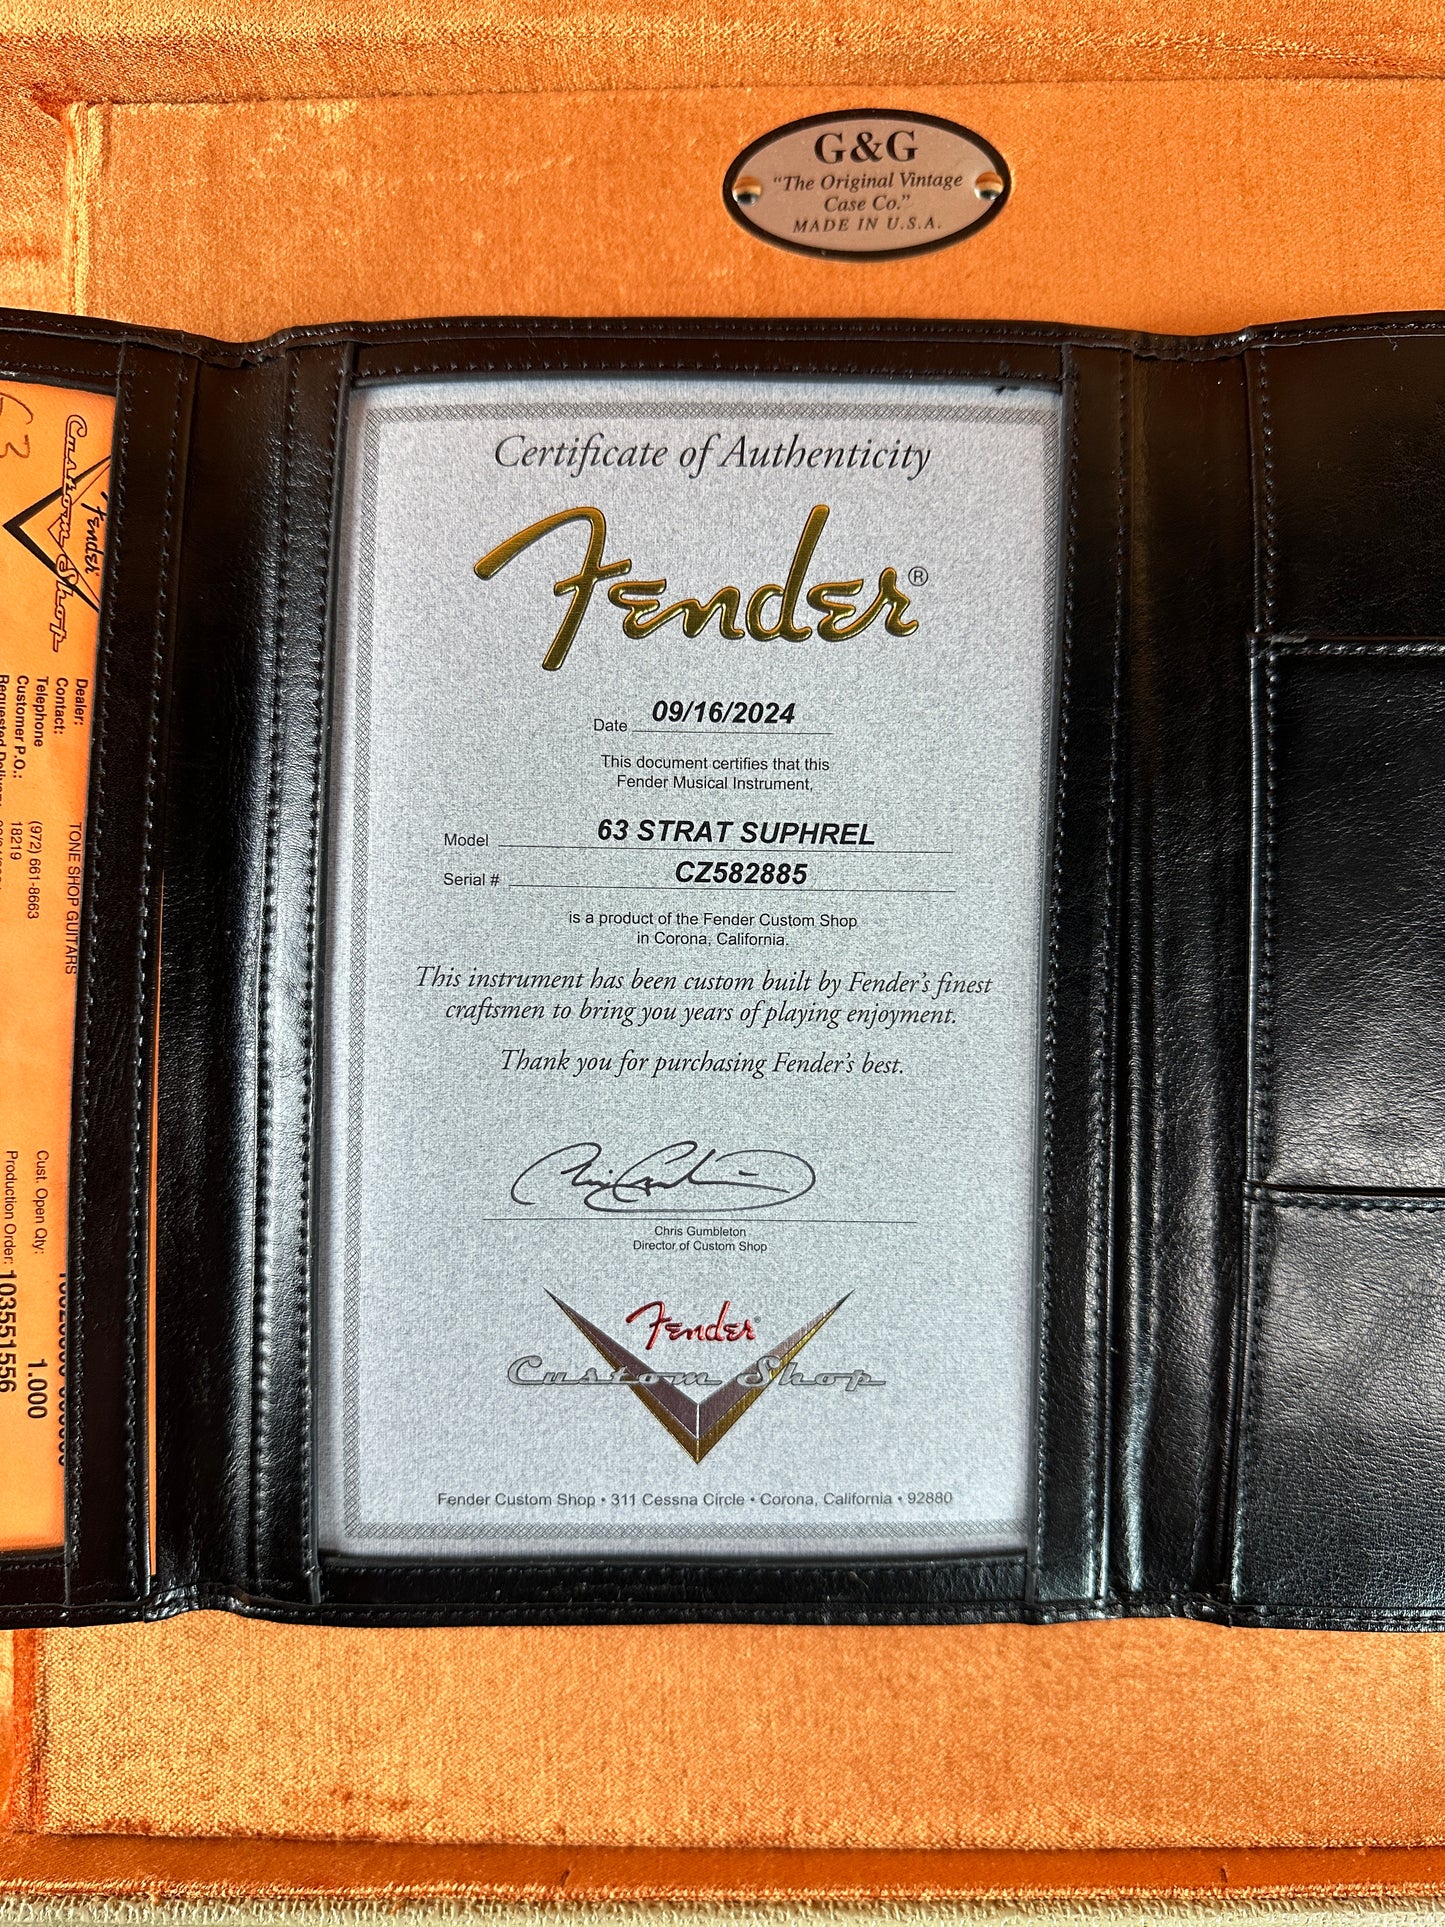 G&G
"The Original Vintage
Case Co."
MADE IN U.S.A.
63
Fender
Custom Shop
Dealer:
TONE SHOP GUITARS
Contact:
Telephone
(972) 661-8663
Customer P.O.:
18219
Cust. Open Qty:
1.000
Production Order:
103551556
Certificate of Authenticity
Fender®
Date 09/16/2024
This document certifies that this
Fender Musical Instrument,
Model 63 STRAT SUPHREL
Serial # CZ582885
is a product of the Fender Custom Shop
in Corona, California.
This instrument has been custom built by Fender's finest
craftsmen to bring you years of playing enjoyment.
Thank you for purchasing Fender's best.
Chris Gumbleton
Director of Custom Shop
Fender
Custom Shop
Fender Custom Shop • 311 Cessna Circle • Corona, California • 92880